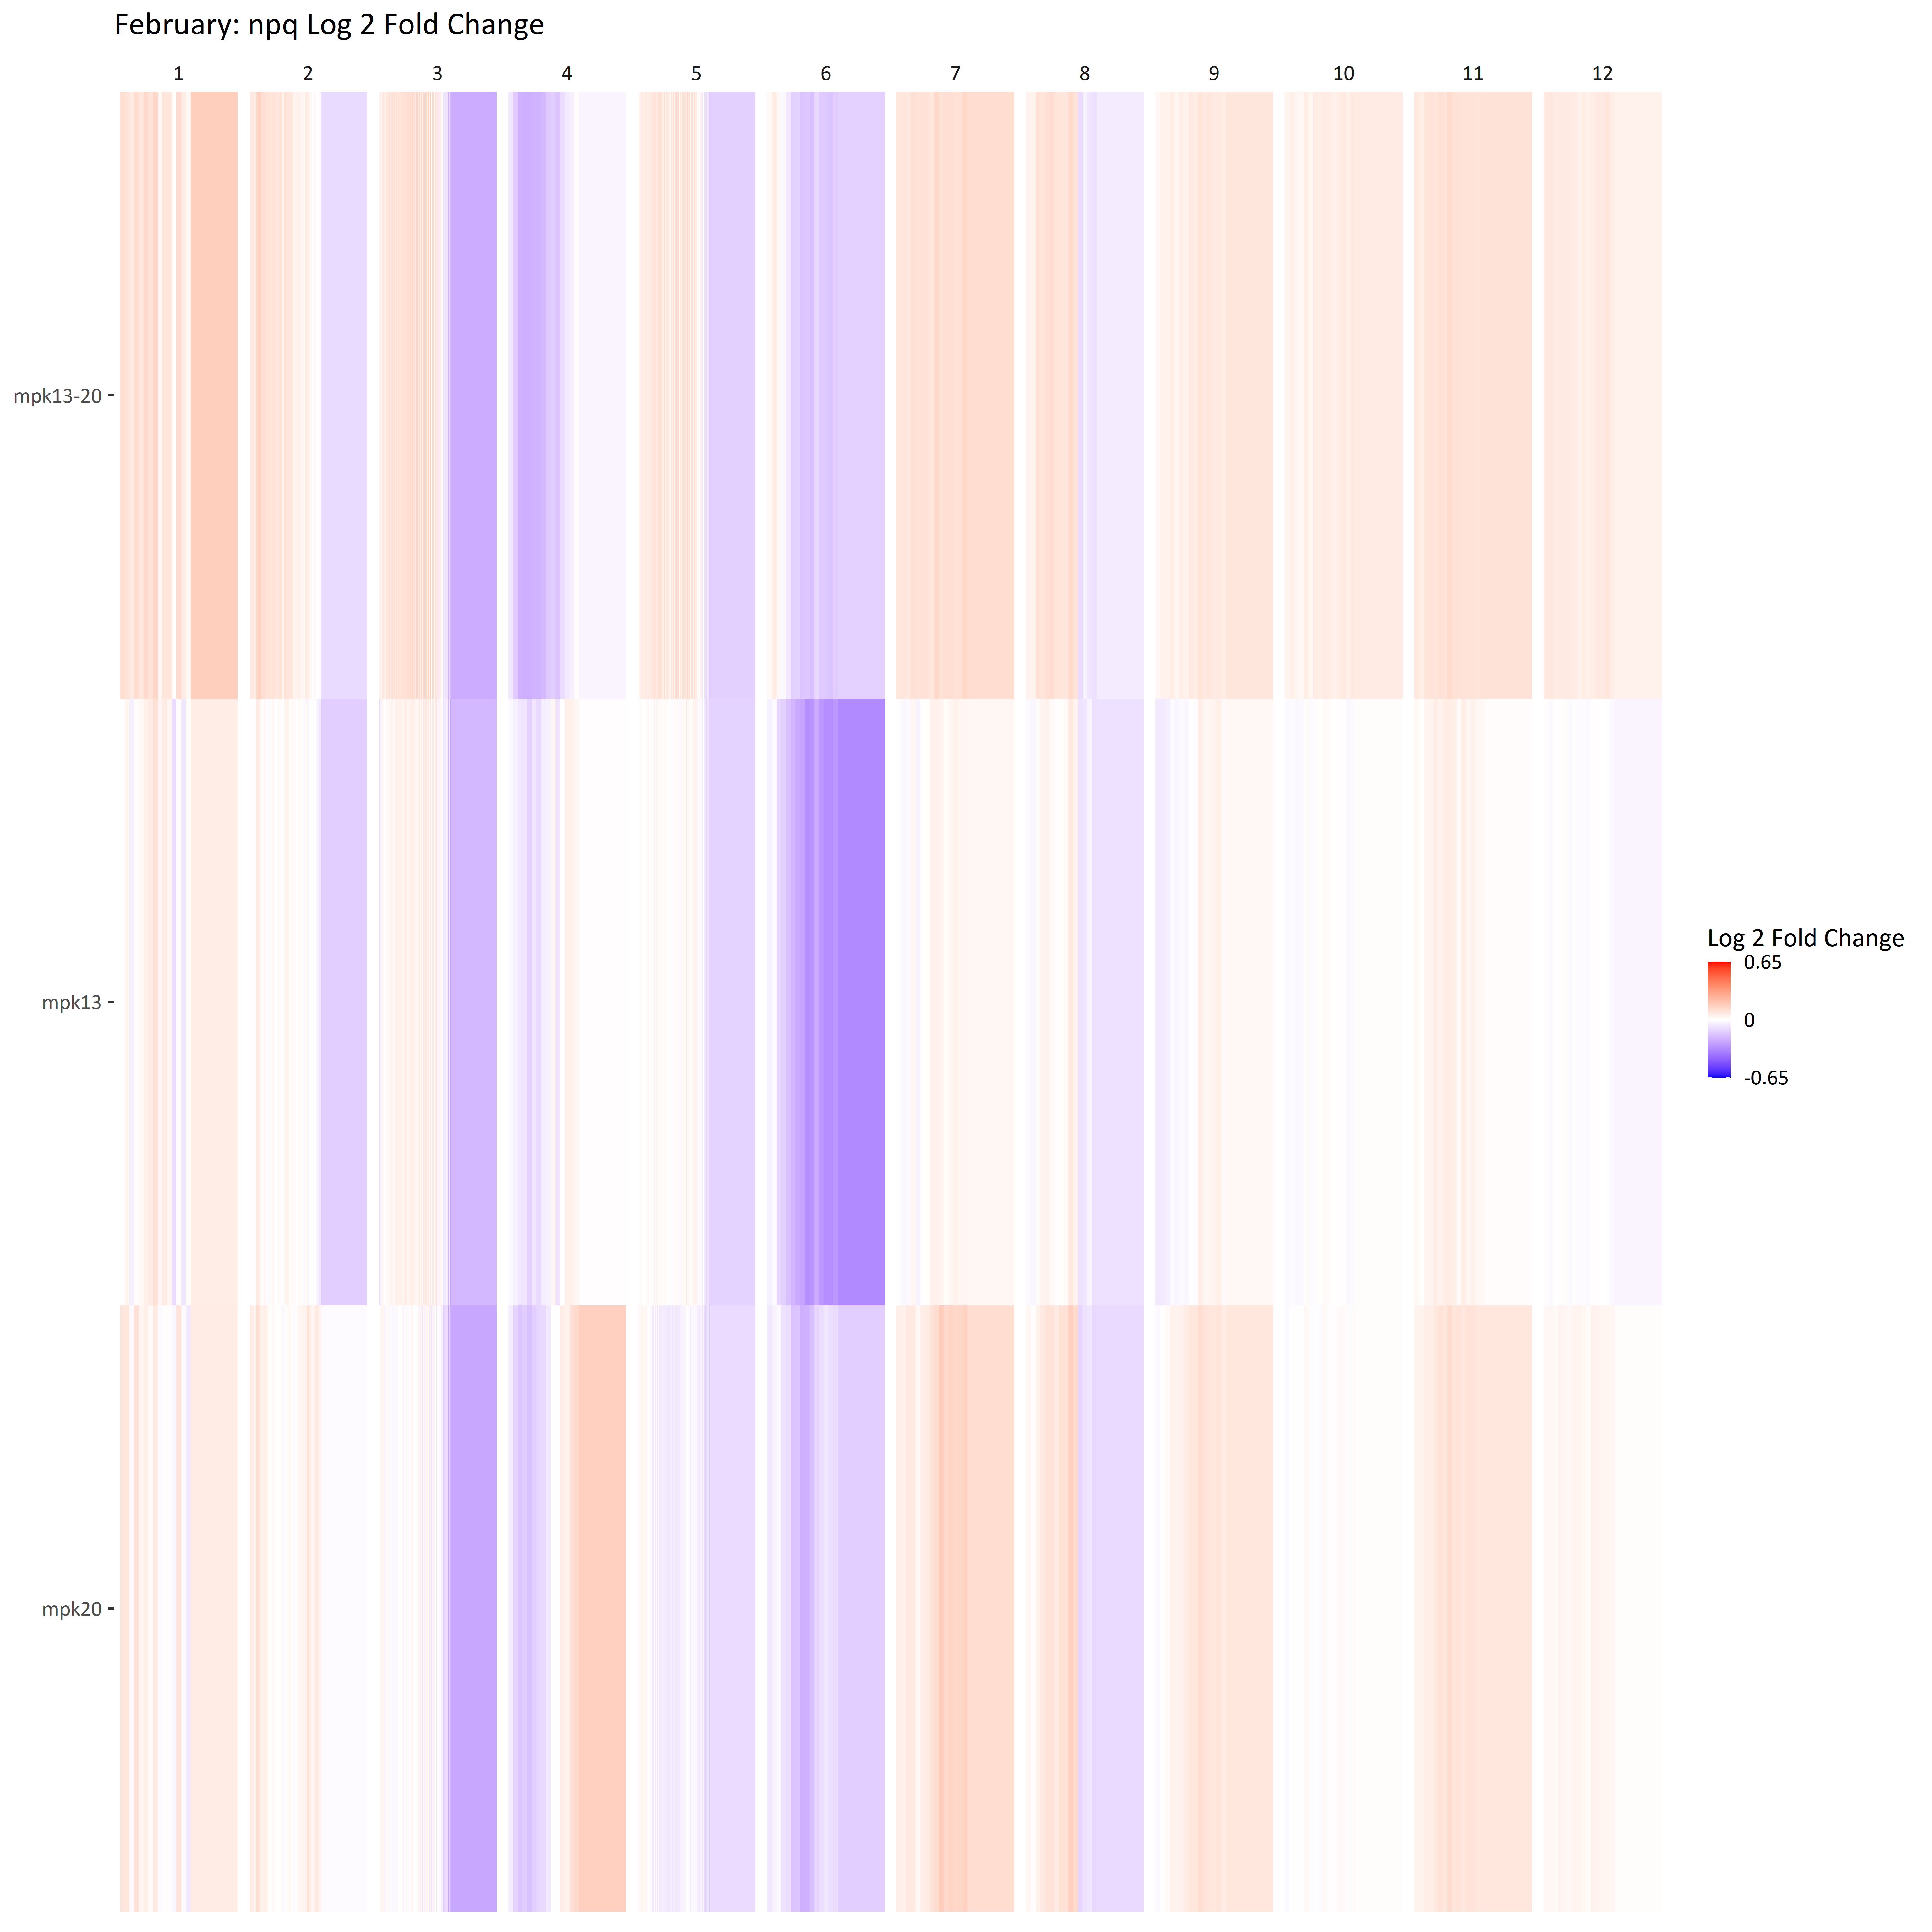 February: npq Log 2 Fold Change
1 2 3 4 5 6 7 8 9 10 11 12
mpk13-20
mpk13
mpk20
Log 2 Fold Change
0.65
0
-0.65